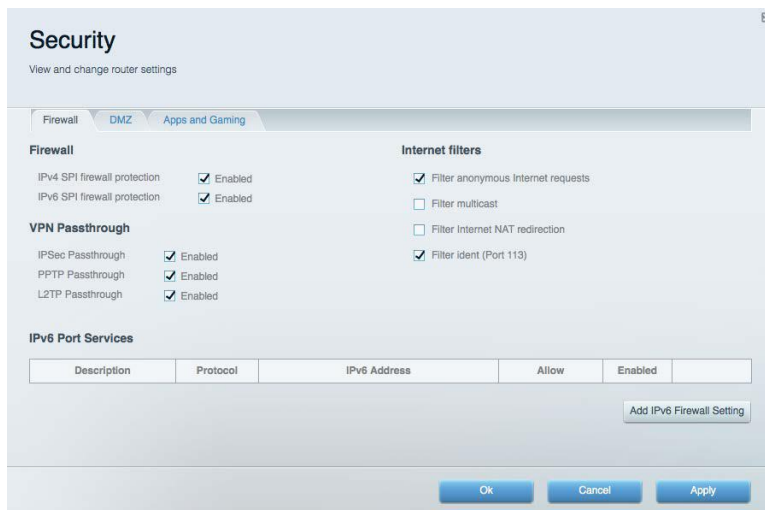 Security
View and change router settings
Firewall DMZ Apps and Gaming
Firewall
IPv4 SPI firewall protection Enabled
IPv6 SPI firewall protection Enabled
VPN Passthrough
IPSec Passthrough Enabled
PPTP Passthrough Enabled
L2TP Passthrough Enabled
Internet filters
Filter anonymous Internet requests
Filter multicast
Filter Internet NAT redirection
Filter ident (Port 113)
IPv6 Port Services
Description Protocol IPv6 Address Allow Enabled
Add IPv6 Firewall Setting
Ok Cancel Apply